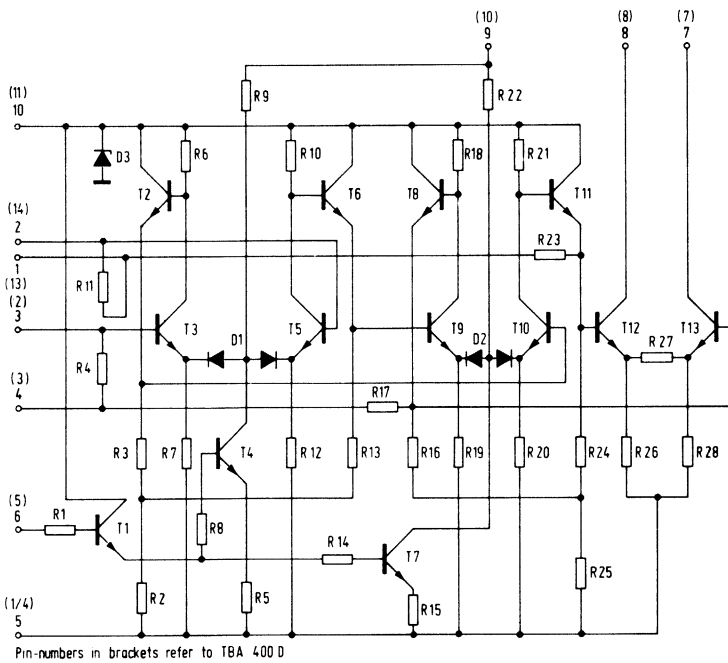 (10)
9
(8)
8
(7)
7
R9
R22
(11)
10
D3
R6
R10
R18
R21
T2
T6
T8
T11
(14)
2
1
(13)
R11
R23
(2)
3
T3
D1
T5
T9
D2
T10
T12
R27
T13
R4
(3)
4
R17
R3
R7
T4
R12
R13
R16
R19
R20
R24
R26
R28
(5)
6
R1
T1
R8
R14
T7
R25
R2
R5
R15
(1/4)
5
Pin-numbers in brackets refer to TBA 400 D